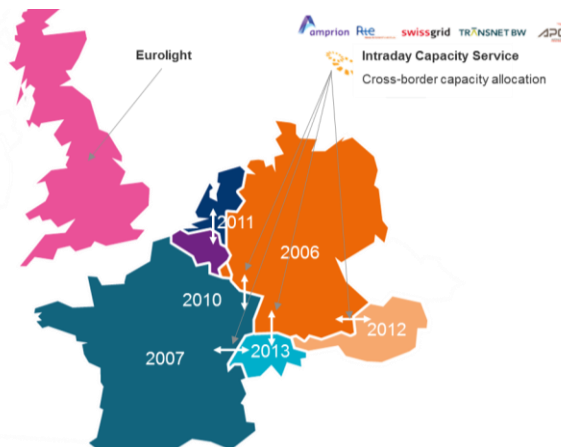 amprion Rte swissgrid TRANSNET BW APG
Eurolight
Intraday Capacity Service
Cross-border capacity allocation
2011
2006
2010
2012
2007
2013